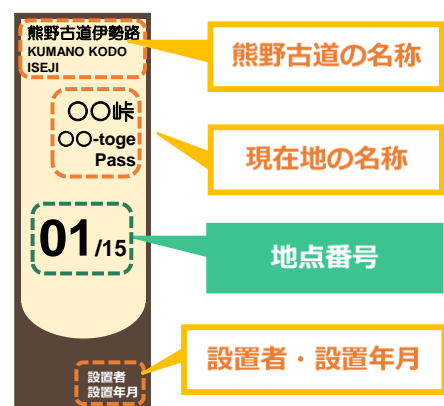 熊野古道伊勢路
KUMANO KODO
ISEJI
熊野古道の名称
〇〇峠
〇〇-toge
Pass
現在地の名称
01/15
地点番号
設置者
設置年月
設置者・設置年月